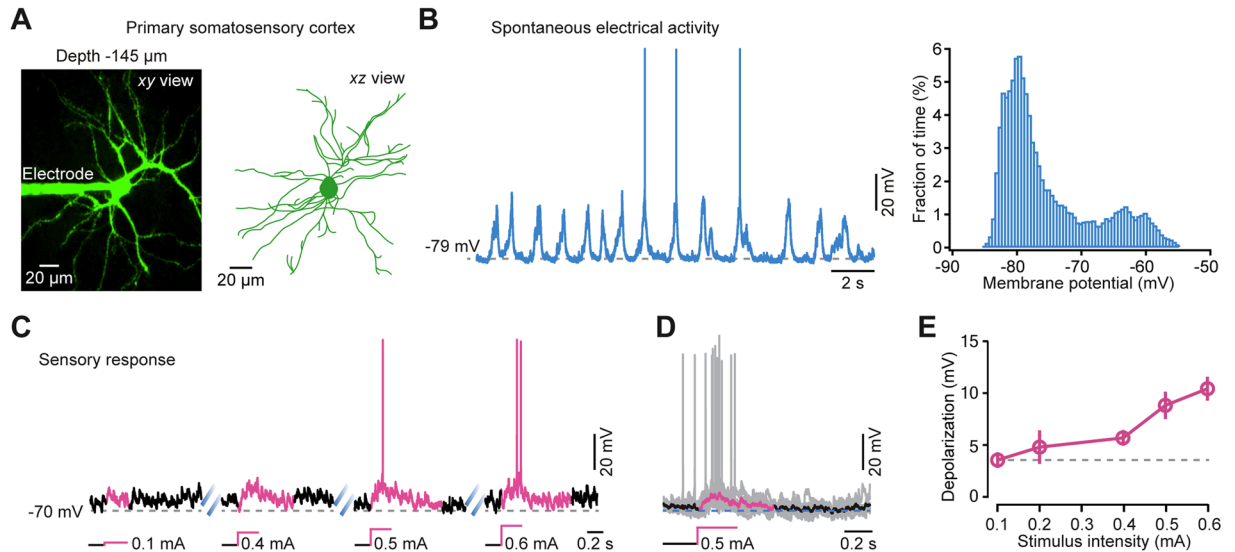 A
Primary somatosensory cortex
Depth -145 µm
xy view
Electrode
20 µm
xz view
20 µm
B
Spontaneous electrical activity
-79 mV
20 mV
2 s
Fraction of time (%)
6
5
4
3
2
1
0
-90 -80 -70 -60 -50
Membrane potential (mV)
C
Sensory response
-70 mV
20 mV
0.1 mA
0.4 mA
0.5 mA
0.6 mA
0.2 s
D
20 mV
0.5 mA
0.2 s
E
Depolarization (mV)
15
10
5
0
0.1 0.2 0.3 0.4 0.5 0.6
Stimulus intensity (mA)